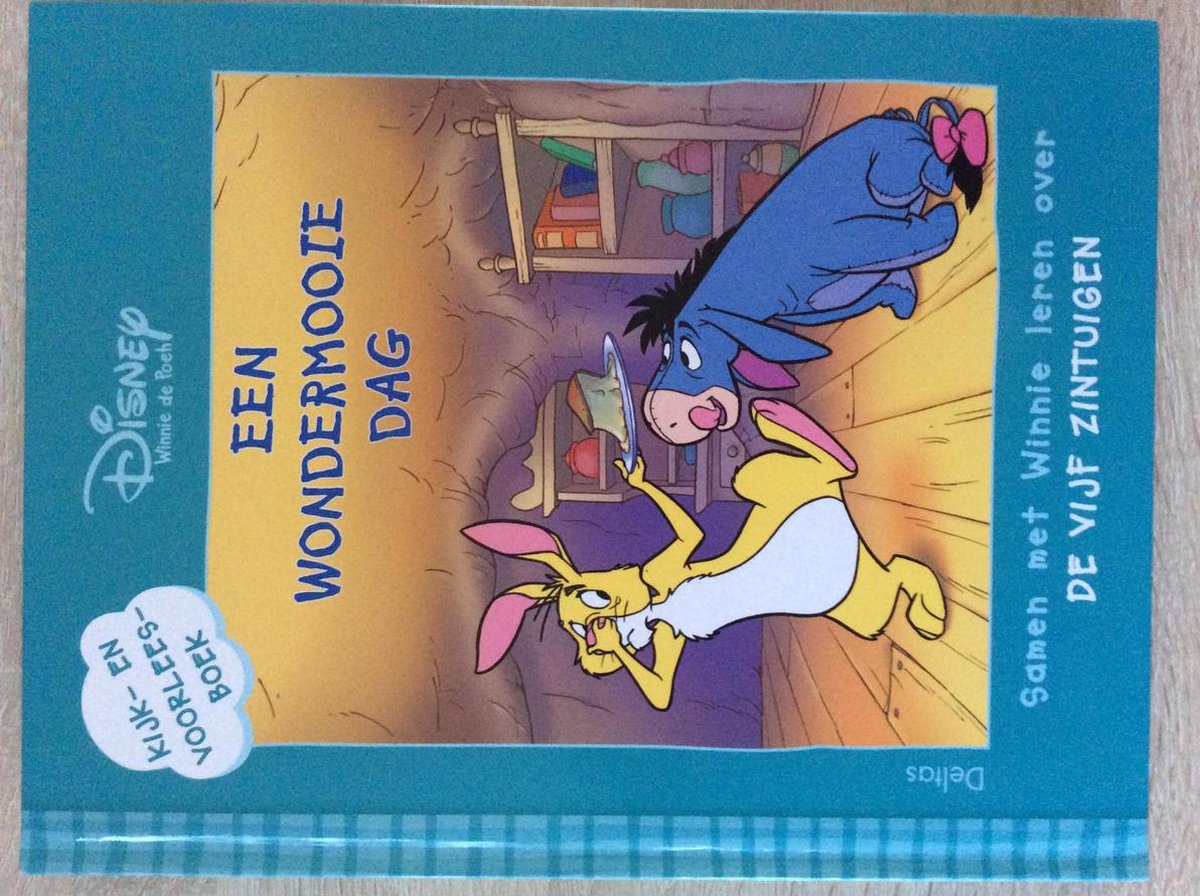 KIJK- EN
VOORLEES-
BOEK
DISNEY
Winnie de Poeh
EEN
WONDERMOOIE
DAG
Deltas
Samen met Winnie leren over
DE VIJF ZINTUIGEN